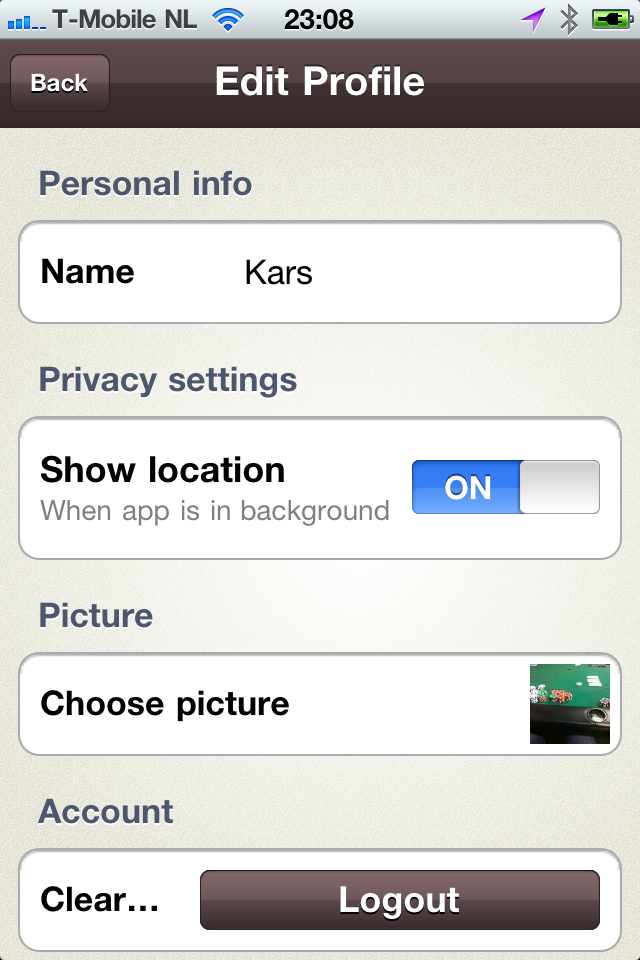 T-Mobile NL 23:08
Back Edit Profile
Personal info
Name Kars
Privacy settings
Show location
When app is in background
ON
Picture
Choose picture
Account
Clear... Logout